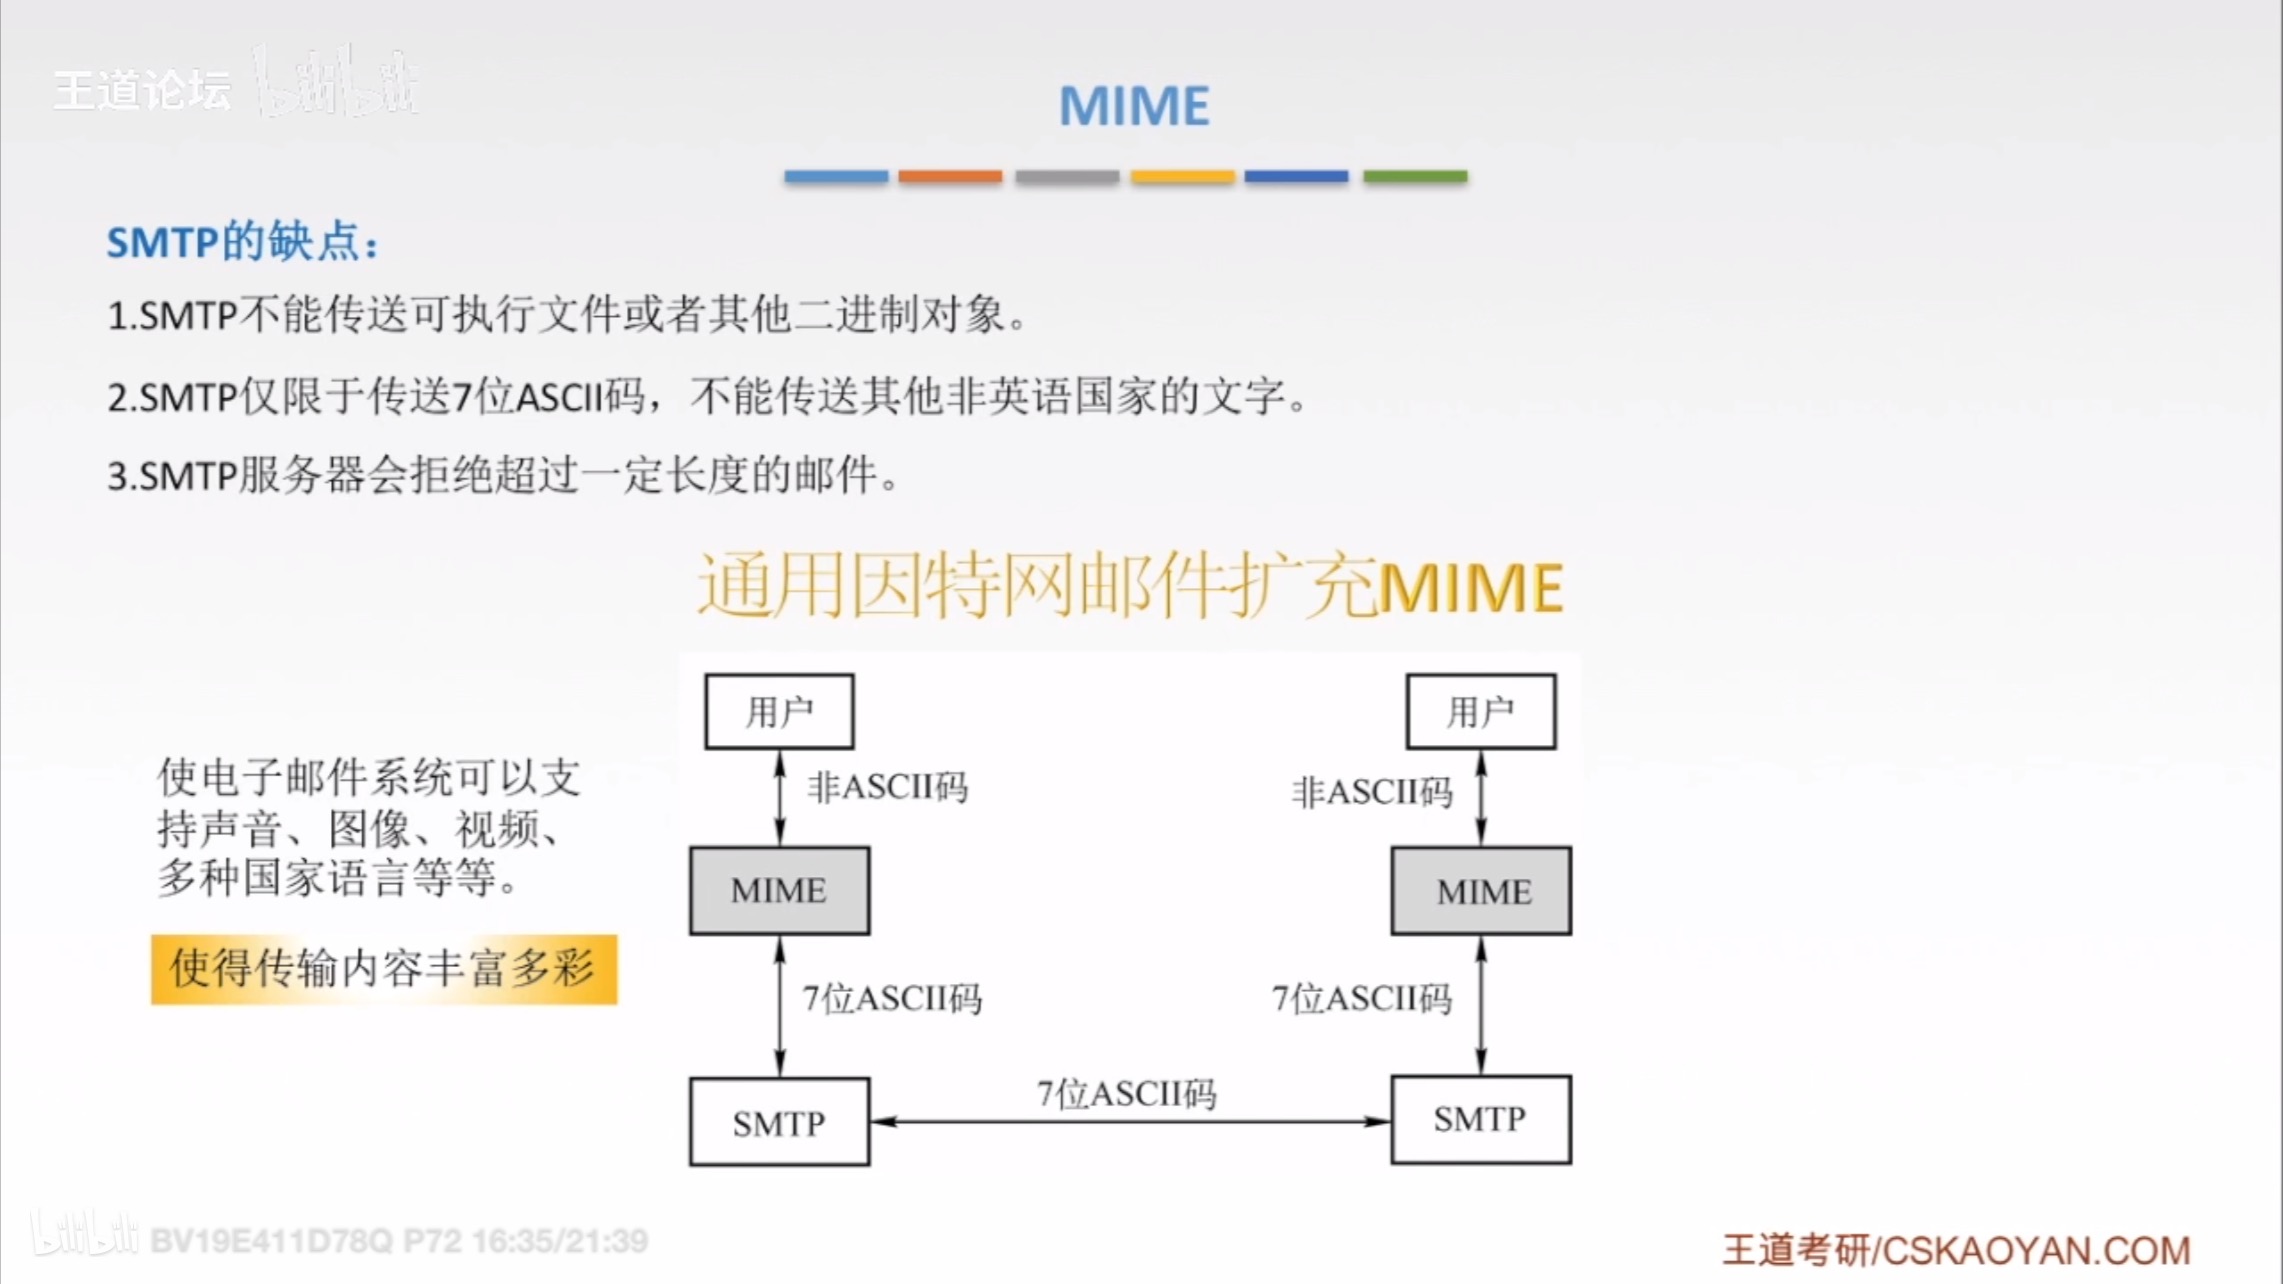 王道论坛 bilibili
MIME
SMTP的缺点：
1.SMTP不能传送可执行文件或者其他二进制对象。
2.SMTP仅限于传送7位ASCII码，不能传送其他非英语国家的文字。
3.SMTP服务器会拒绝超过一定长度的邮件。
通用因特网邮件扩充MIME
使电子邮件系统可以支
持声音、图像、视频、
多种国家语言等等。
使得传输内容丰富多彩
用户
用户
非ASCII码
非ASCII码
MIME
MIME
7位ASCII码
7位ASCII码
7位ASCII码
SMTP
SMTP
bilibili BV19E411D78Q P72 16:35/21:39
王道考研/CSKAOYAN.COM